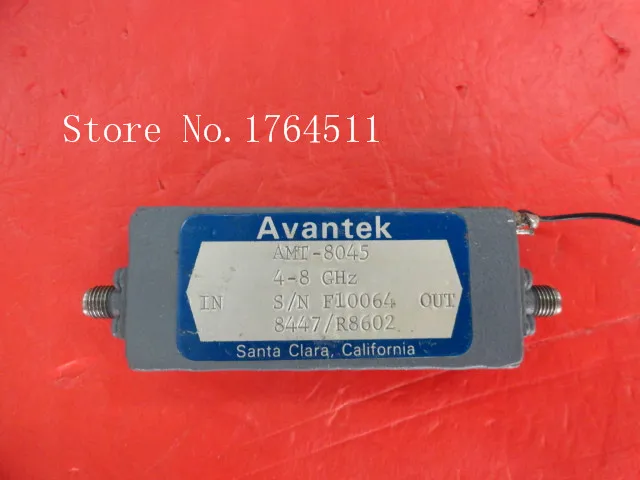 Store No.1764511
Avantek
AMT-8045
4-8 GHz
IN S/N F10064 OUT
8447/R8602
Santa Clara, California